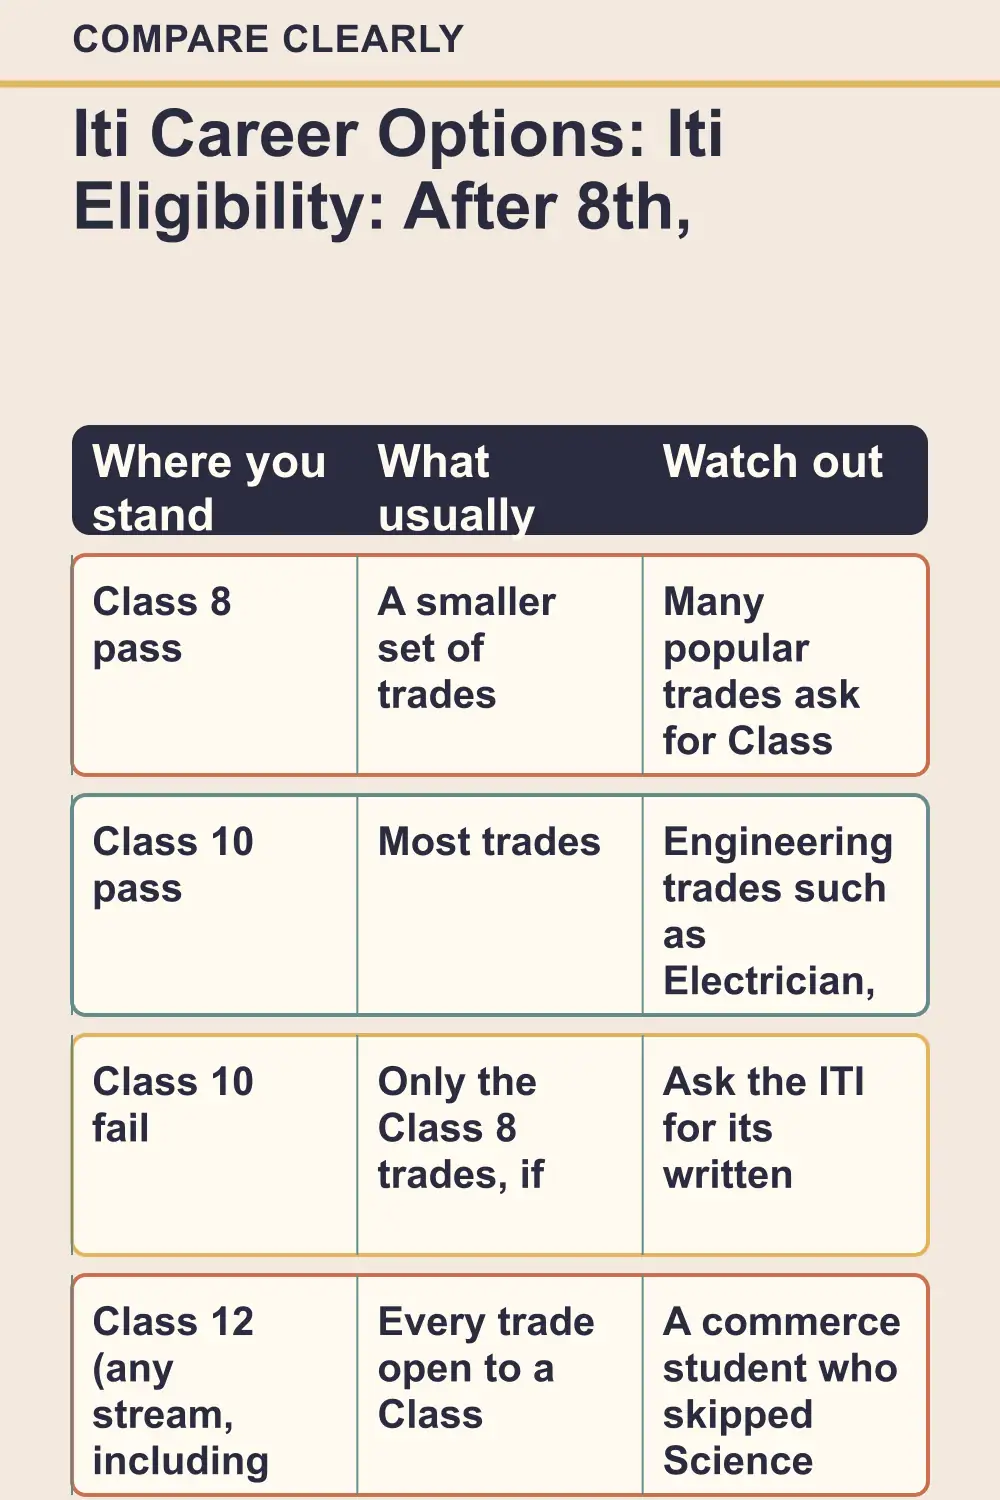 COMPARE CLEARLY
Iti Career Options: Iti
Eligibility: After 8th,
Where you
stand
What
usually
Watch out
Class 8
pass
A smaller
set of
trades
Many
popular
trades ask
for Class
Class 10
pass
Most trades
Engineering
trades such
as
Electrician,
Class 10
fail
Only the
Class 8
trades, if
Ask the ITI
for its
written
Class 12
(any
stream,
including
Every trade
open to a
Class
A commerce
student who
skipped
Science